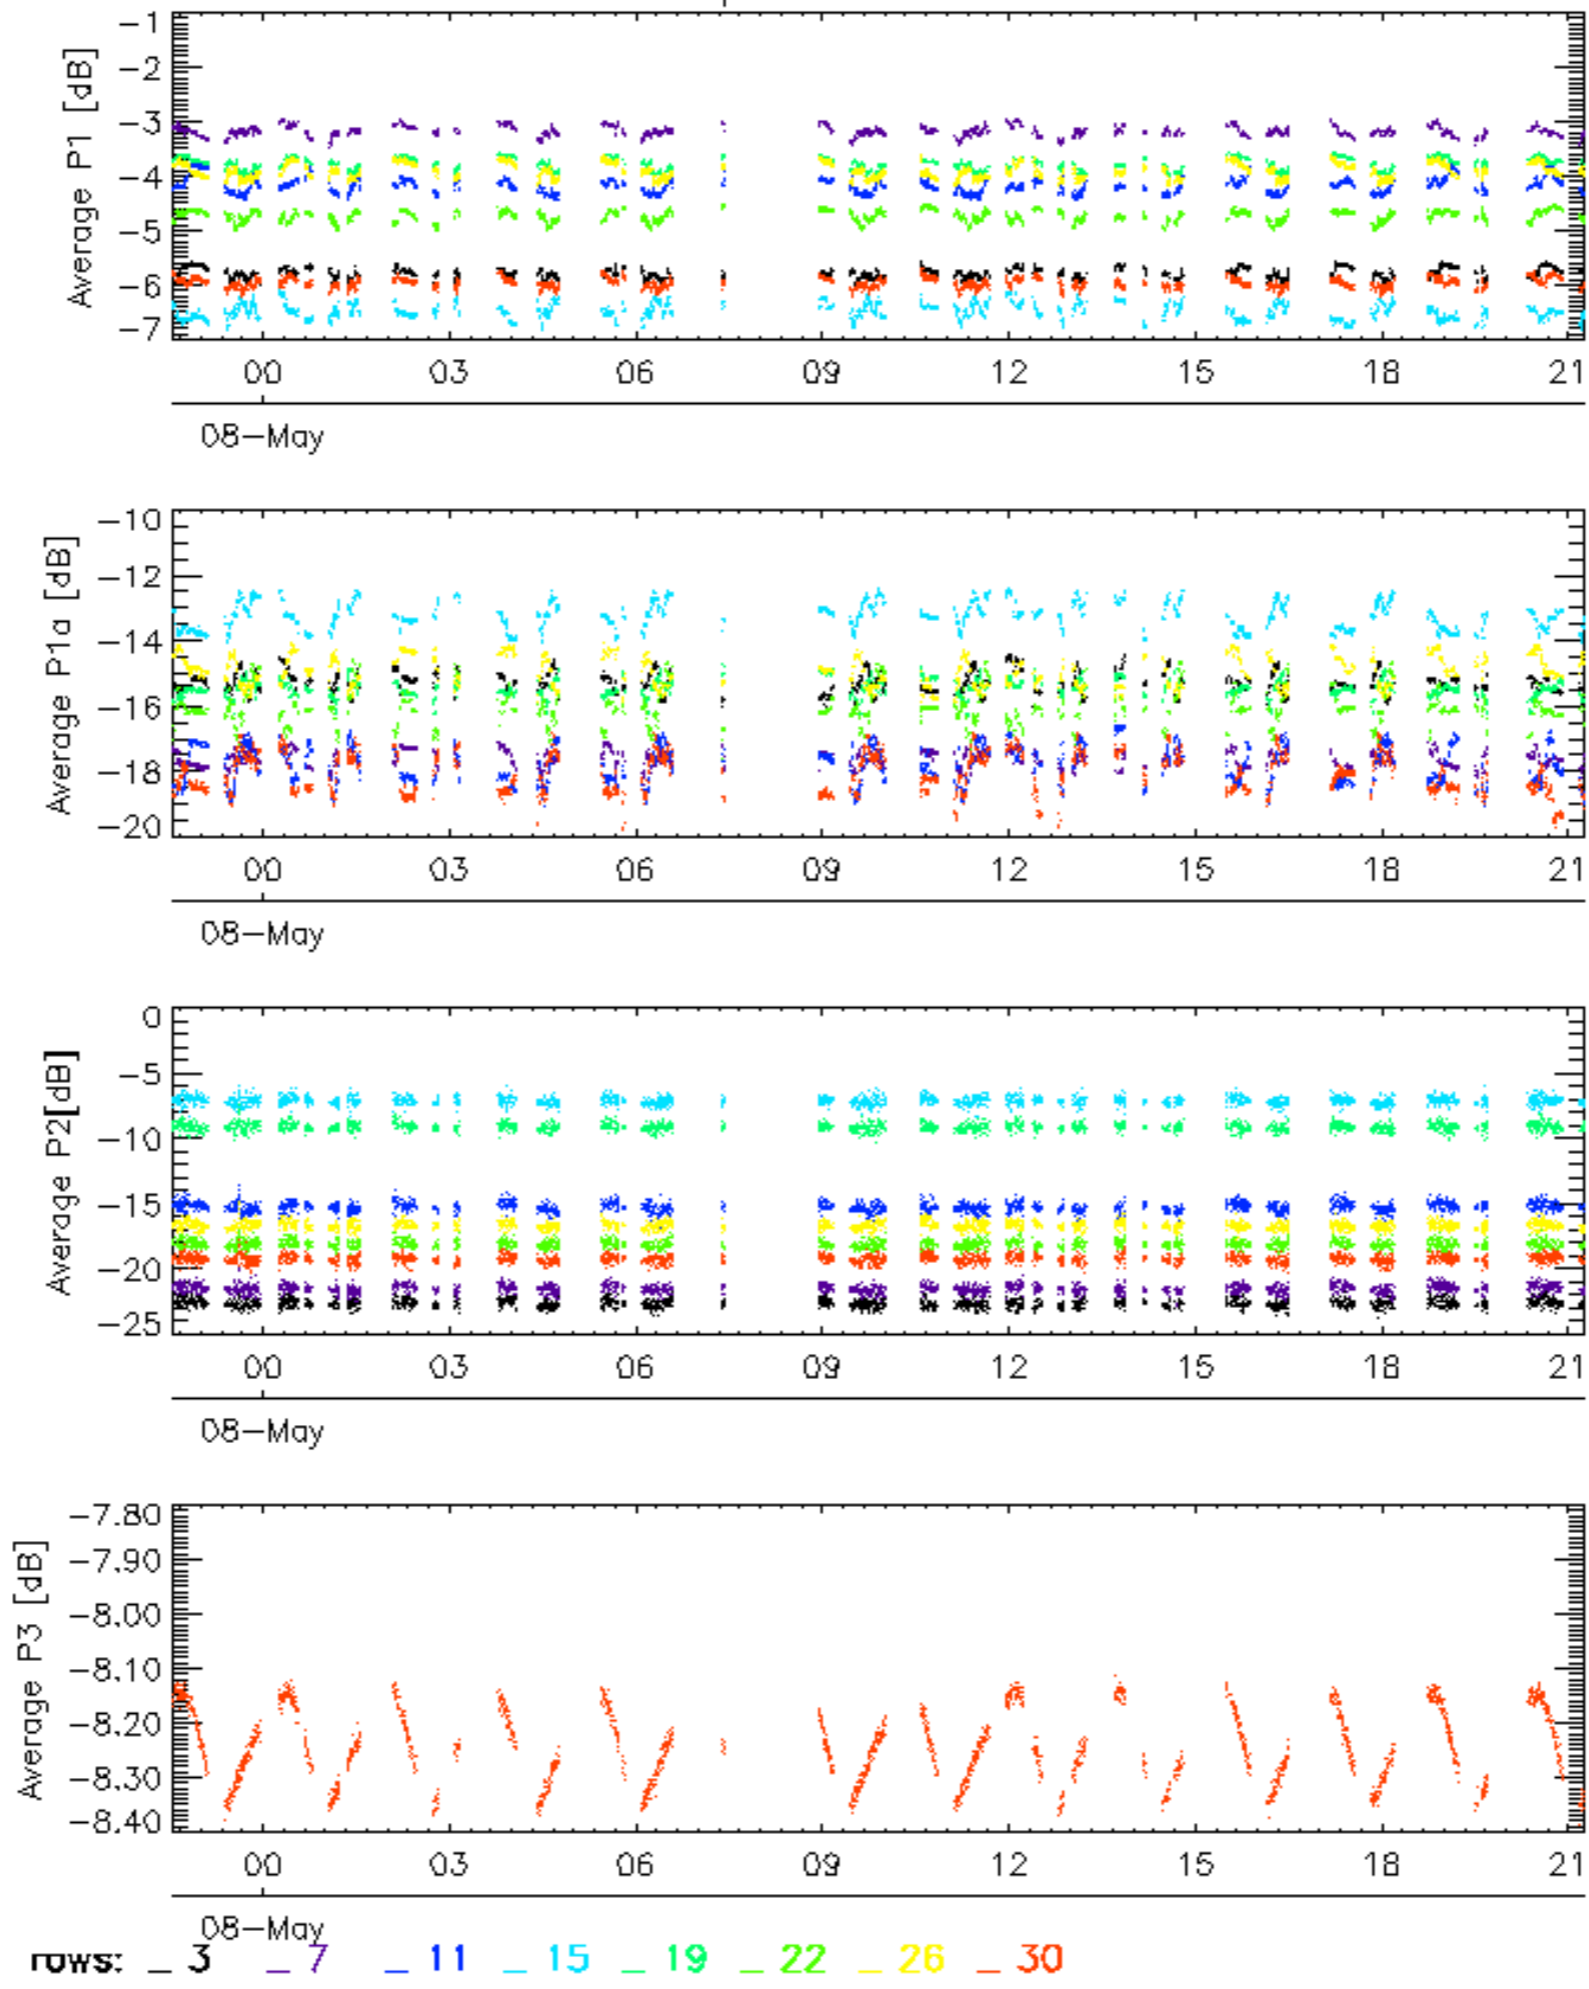 Average P1 [dB]
−1
−2
−3
−4
−5
−6
−7
00 03 06 09 12 15 18 21
08−May
Average P1a [dB]
−10
−12
−14
−16
−18
−20
00 03 06 09 12 15 18 21
08−May
Average P2[dB]
0
−5
−10
−15
−20
−25
00 03 06 09 12 15 18 21
08−May
Average P3 [dB]
−7.80
−7.90
−8.00
−8.10
−8.20
−8.30
−8.40
00 03 06 09 12 15 18 21
08−May
rows: _ 3 _ 7 _ 11 _ 15 _ 19 _ 22 _ 26 _ 30